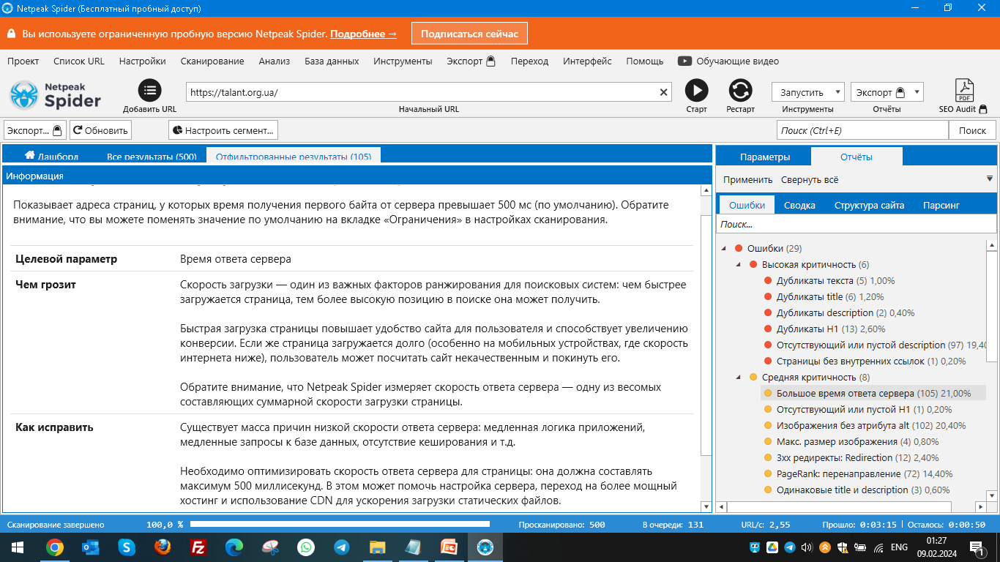 Netpeak Spider (Бесплатный пробный доступ)
Вы используете ограниченную пробную версию Netpeak Spider. Подробнее → Подписаться сейчас
Проект Список URL Настройки Сканирование Анализ База данных Инструменты Экспорт Переход Интерфейс Помощь Обучающие видео
Netpeak
Spider
https://talant.org.ua/
Запустить
Экспорт
PDF
Добавить URL Начальный URL Старт Рестарт Инструменты Отчёты SEO Audit
Экспорт... Обновить Настроить сегмент... Поиск (Ctrl+E) Поиск
Дашборд Все результаты (500) Отфильтрованные результаты (105)
Информация
Показывает адреса страниц, у которых время получения первого байта от сервера превышает 500 мс (по умолчанию). Обратите
внимание, что вы можете поменять значение по умолчанию на вкладке «Ограничения» в настройках сканирования.
Целевой параметр Время ответа сервера
Чем грозит Скорость загрузки — один из важных факторов ранжирования для поисковых систем: чем быстрее
загружается страница, тем более высокую позицию в поиске она может получить.
Быстрая загрузка страницы повышает удобство сайта для пользователя и способствует увеличению
конверсии. Если же страница загружается долго (особенно на мобильных устройствах, где скорость
интернета ниже), пользователь может посчитать сайт некачественным и покинуть его.
Обратите внимание, что Netpeak Spider измеряет скорость ответа сервера — одну из весомых
составляющих суммарной скорости загрузки страницы.
Как исправить Существует масса причин низкой скорости ответа сервера: медленная логика приложений,
медленные запросы к базе данных, отсутствие кеширования и т.д.
Необходимо оптимизировать скорость ответа сервера для страницы: она должна составлять
максимум 500 миллисекунд. В этом может помочь настройка сервера, переход на более мощный
хостинг и использование CDN для ускорения загрузки статических файлов.
Параметры Отчёты
Применить Свернуть всё
Ошибки Сводка Структура сайта Парсинг
Поиск...
Ошибки (29)
Высокая критичность (6)
Дубликаты текста (5) 1,00%
Дубликаты title (6) 1,20%
Дубликаты description (2) 0,40%
Дубликаты H1 (13) 2,60%
Отсутствующий или пустой description (97) 19,40
Страницы без внутренних ссылок (1) 0,20%
Средняя критичность (8)
Большое время ответа сервера (105) 21,00%
Отсутствующий или пустой H1 (1) 0,20%
Изображения без атрибута alt (102) 20,40%
Макс. размер изображения (4) 0,80%
3xx редиректы: Redirection (12) 2,40%
PageRank: перенаправление (72) 14,40%
Одинаковые title и description (3) 0,60%
Сканирование завершено 100,0 % Просканировано: 500 В очереди: 131 URL/с: 2,55 Прошло: 0:03:15 Осталось: 0:00:50
ENG
01:27
09.02.2024
1